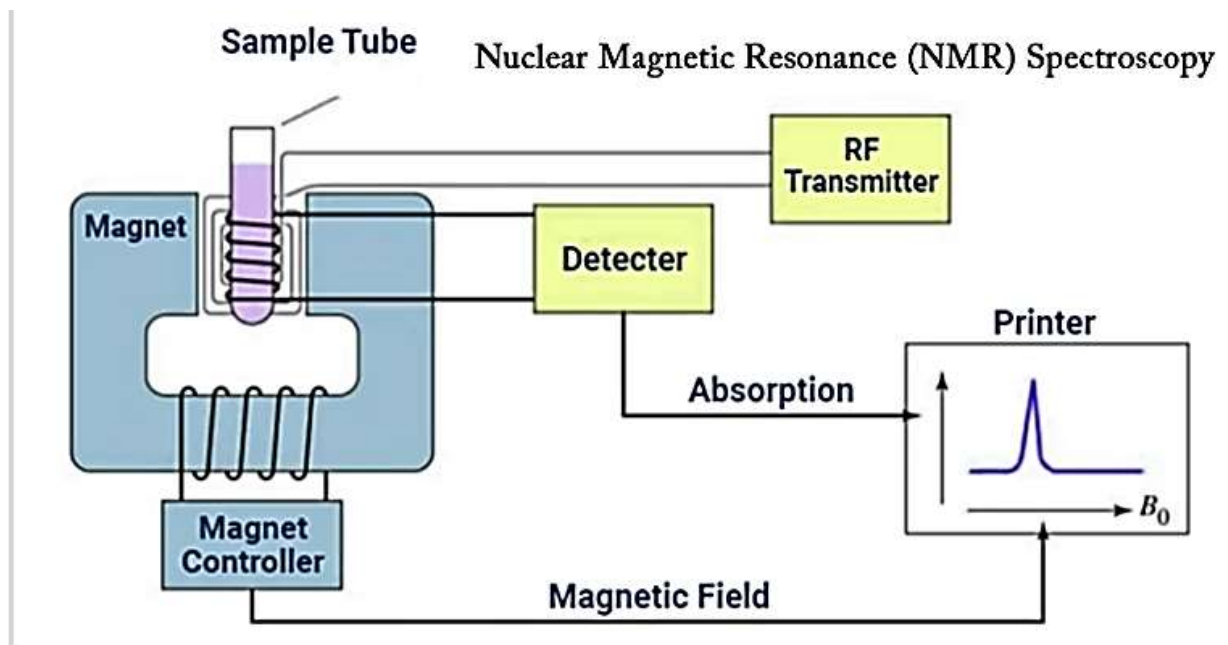 Sample Tube
Nuclear Magnetic Resonance (NMR) Spectroscopy
RF
Transmitter
Magnet
Detecter
Printer
Absorption
B0
Magnet
Controller
Magnetic Field